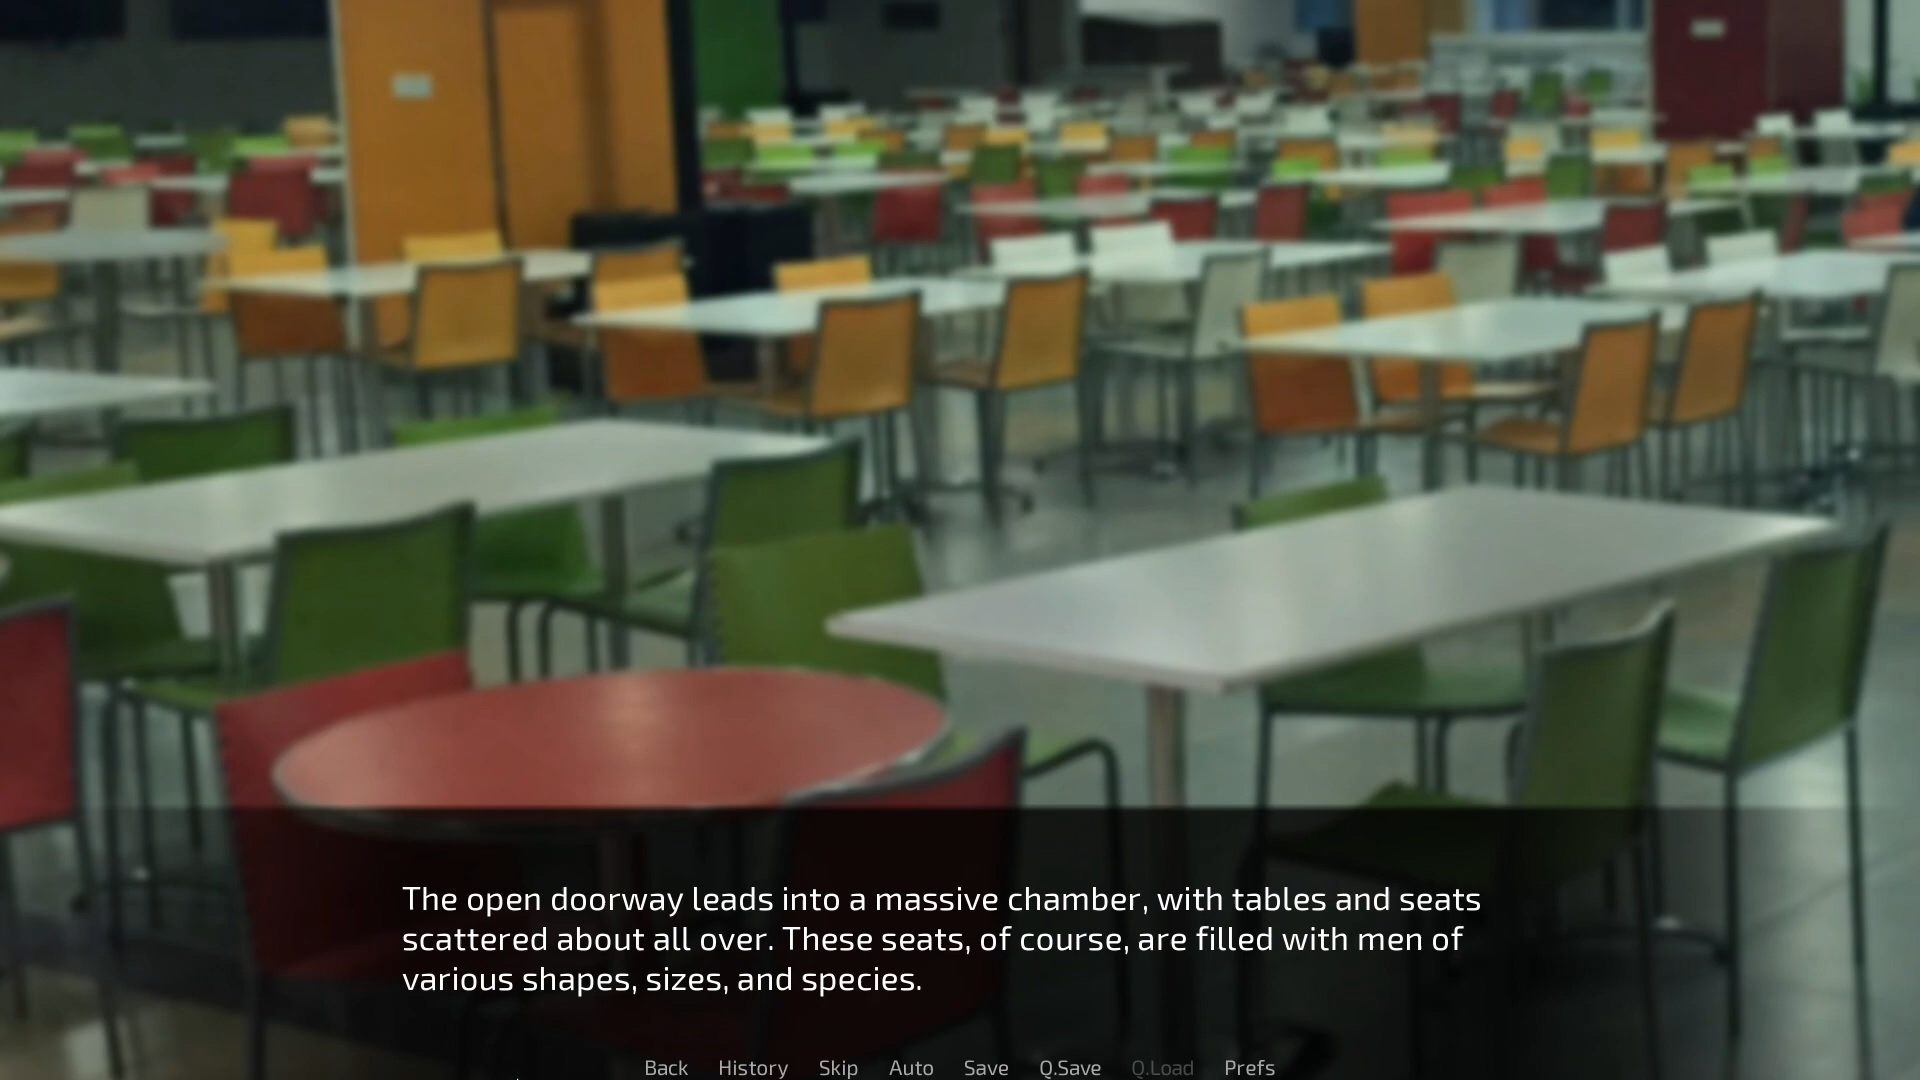 The open doorway leads into a massive chamber, with tables and seats
scattered about all over. These seats, of course, are filled with men of
various shapes, sizes, and species.
Back History Skip Auto Save Q.Save Q.Load Prefs